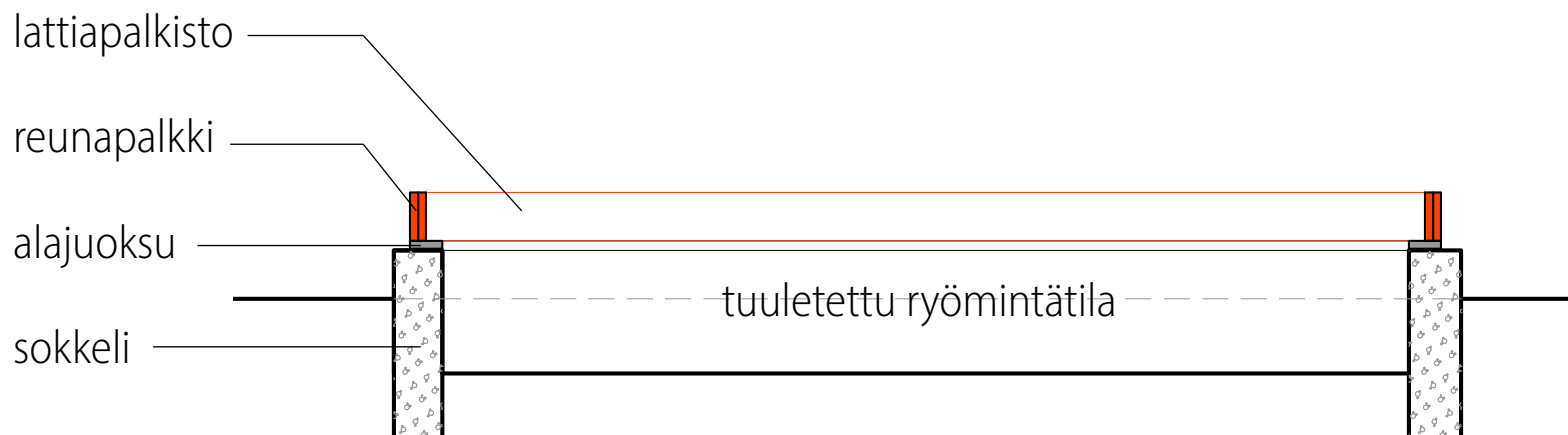 lattiapalkisto
reunapalkki
alajuoksu
tuuletettu ryömintätila
sokkeli